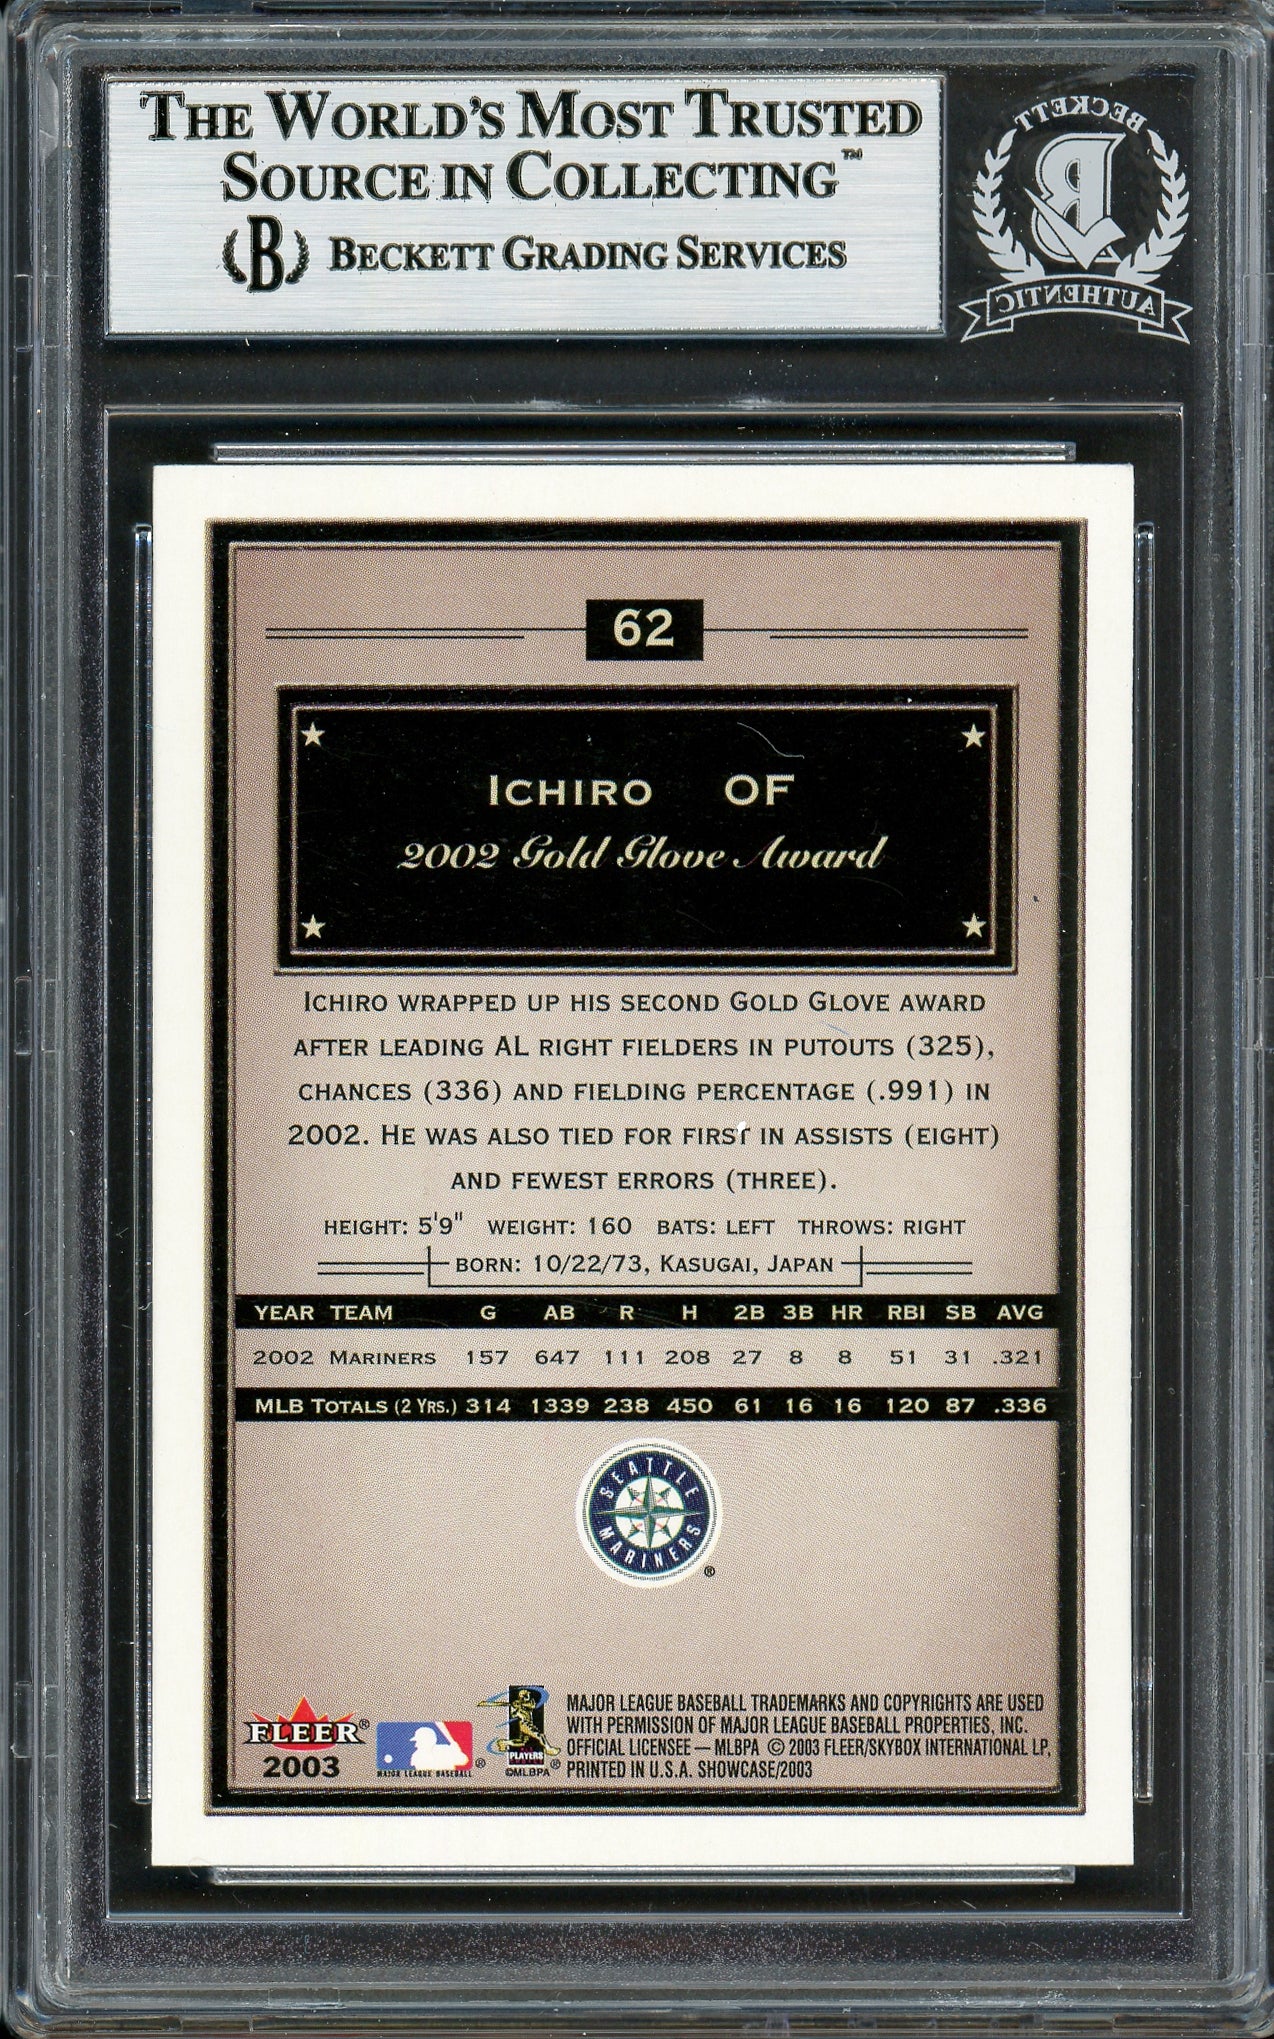 THE WORLD'S MOST TRUSTED
SOURCE IN COLLECTING™
B BECKETT GRADING SERVICES
BECKETT
B
AUTHENTIC
62
ICHIRO OF
2002 Gold Glove Award
ICHIRO WRAPPED UP HIS SECOND GOLD GLOVE AWARD
AFTER LEADING AL RIGHT FIELDERS IN PUTOUTS (325),
CHANCES (336) AND FIELDING PERCENTAGE (.991) IN
2002. HE WAS ALSO TIED FOR FIRST IN ASSISTS (EIGHT)
AND FEWEST ERRORS (THREE).
HEIGHT: 5'9" WEIGHT: 160 BATS: LEFT THROWS: RIGHT
BORN: 10/22/73, KASUGAI, JAPAN
YEAR TEAM G AB R H 2B 3B HR RBI SB AVG
2002 MARINERS 157 647 111 208 27 8 8 51 31 .321
MLB TOTALS (2 YRS.) 314 1339 238 450 61 16 16 120 87 .336
SEATTLE
MARINERS
®
FLEER®
2003
MAJOR LEAGUE BASEBALL
®
PLAYERS
©MLBPA®
MAJOR LEAGUE BASEBALL TRADEMARKS AND COPYRIGHTS ARE USED
WITH PERMISSION OF MAJOR LEAGUE BASEBALL PROPERTIES, INC.
OFFICIAL LICENSEE — MLBPA © 2003 FLEER/SKYBOX INTERNATIONAL LP,
PRINTED IN U.S.A. SHOWCASE/2003